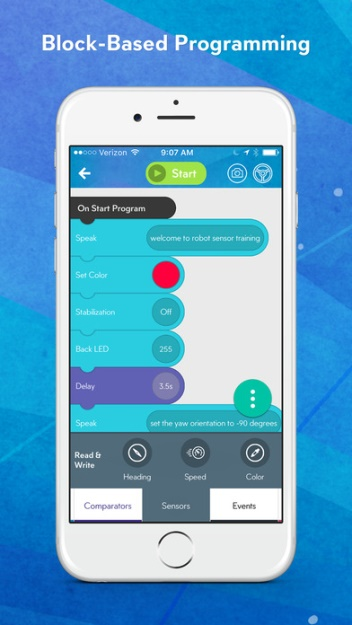 Block-Based Programming
Verizon 9:07 AM
Start
On Start Program
Speak welcome to robot sensor training
Set Color
Stabilization Off
Back LED 255
Delay 3.5s
Speak set the yaw orientation to -90 degrees
Read &
Write
Heading Speed Color
Comparators Sensors Events